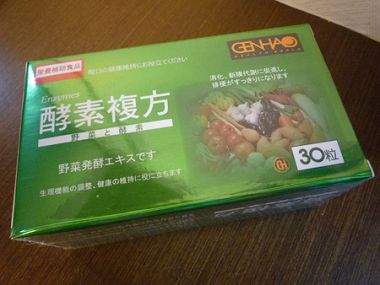 營養補助食品
毎日の健康維持にお役立てください
GENHAO
Enzymes
消化、新陳代謝に促進し、
排便がすっきりになります
酵素複方
野菜と酵素
野菜発酵エキスです
30粒
生理機能の調整、健康の維持に役に立ちます